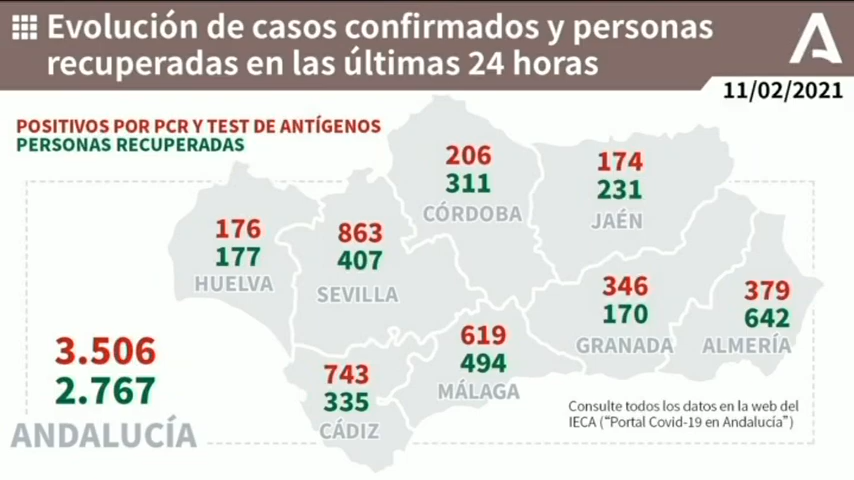 Evolución de casos confirmados y personas
recuperadas en las últimas 24 horas
11/02/2021
POSITIVOS POR PCR Y TEST DE ANTÍGENOS
PERSONAS RECUPERADAS
206
311
CÓRDOBA
174
231
JAÉN
176
177
HUELVA
863
407
SEVILLA
346
170
GRANADA
379
642
ALMERÍA
619
494
MÁLAGA
743
335
CÁDIZ
3.506
2.767
ANDALUCÍA
Consulte todos los datos en la web del
IECA (“Portal Covid-19 en Andalucía”)